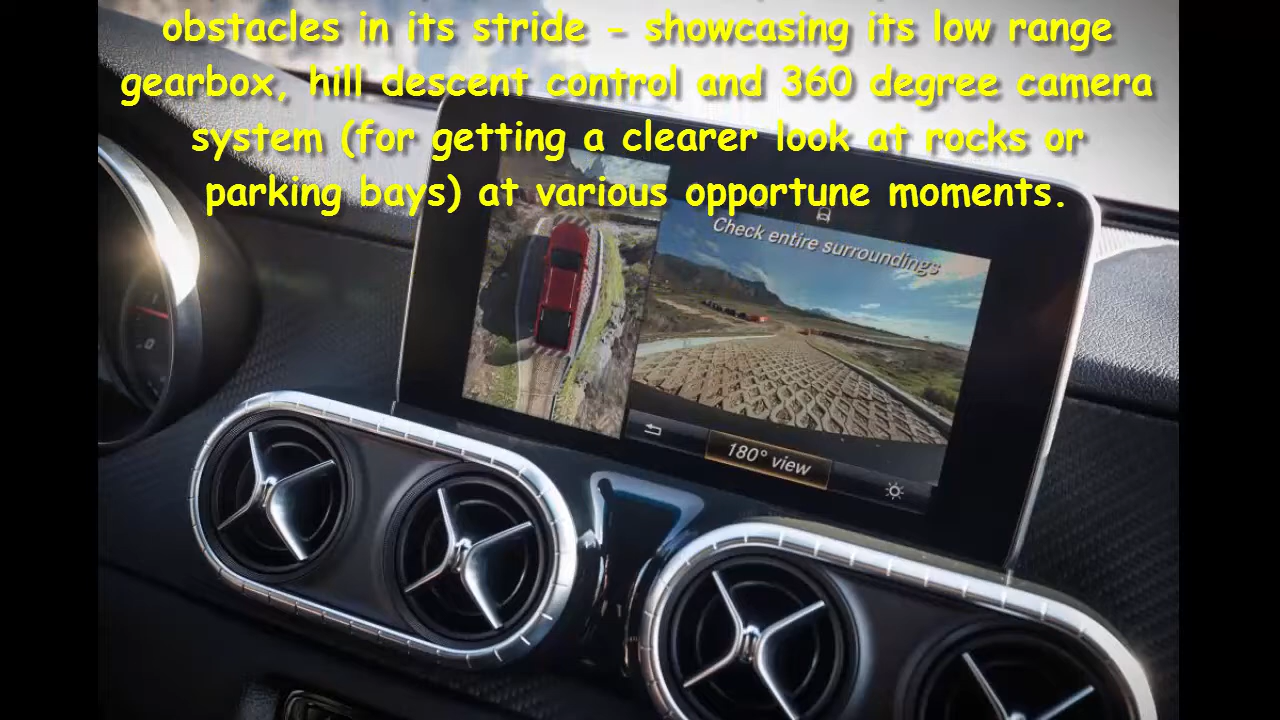 obstacles in its stride - showcasing its low range
gearbox, hill descent control and 360 degree camera
system (for getting a clearer look at rocks or
parking bays) at various opportune moments.
Check entire surroundings
180° view